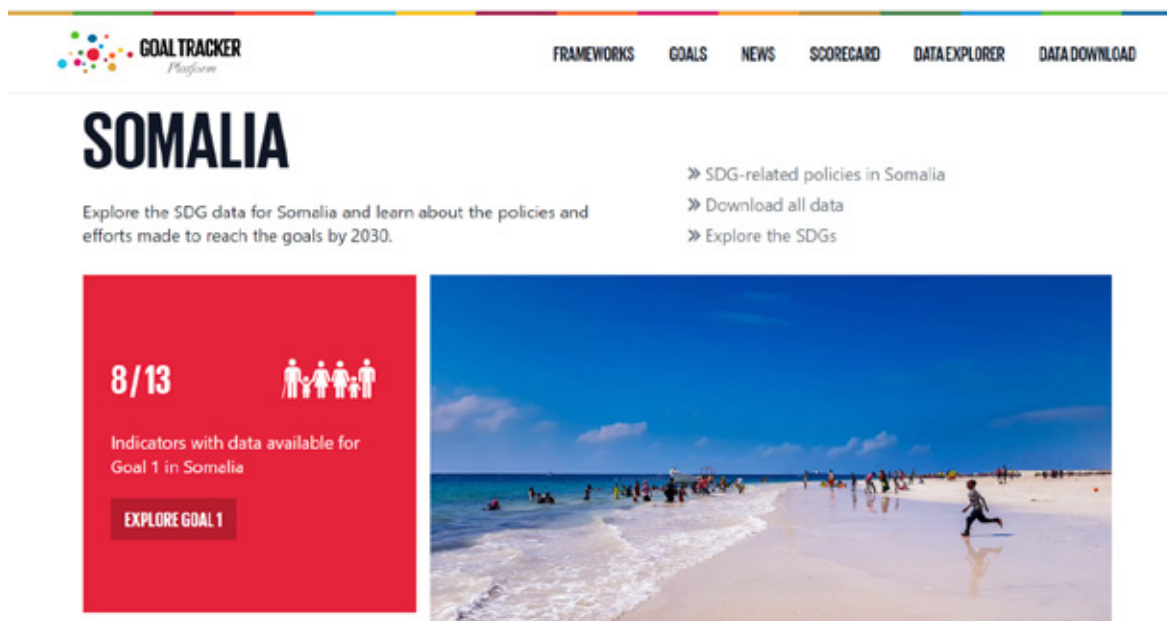 GOAL TRACKER
Platform
FRAMEWORKS GOALS NEWS SCORECARD DATA EXPLORER DATA DOWNLOAD
SOMALIA
Explore the SDG data for Somalia and learn about the policies and
efforts made to reach the goals by 2030.
» SDG-related policies in Somalia
» Download all data
» Explore the SDGs
8/13
Indicators with data available for
Goal 1 in Somalia
EXPLORE GOAL 1